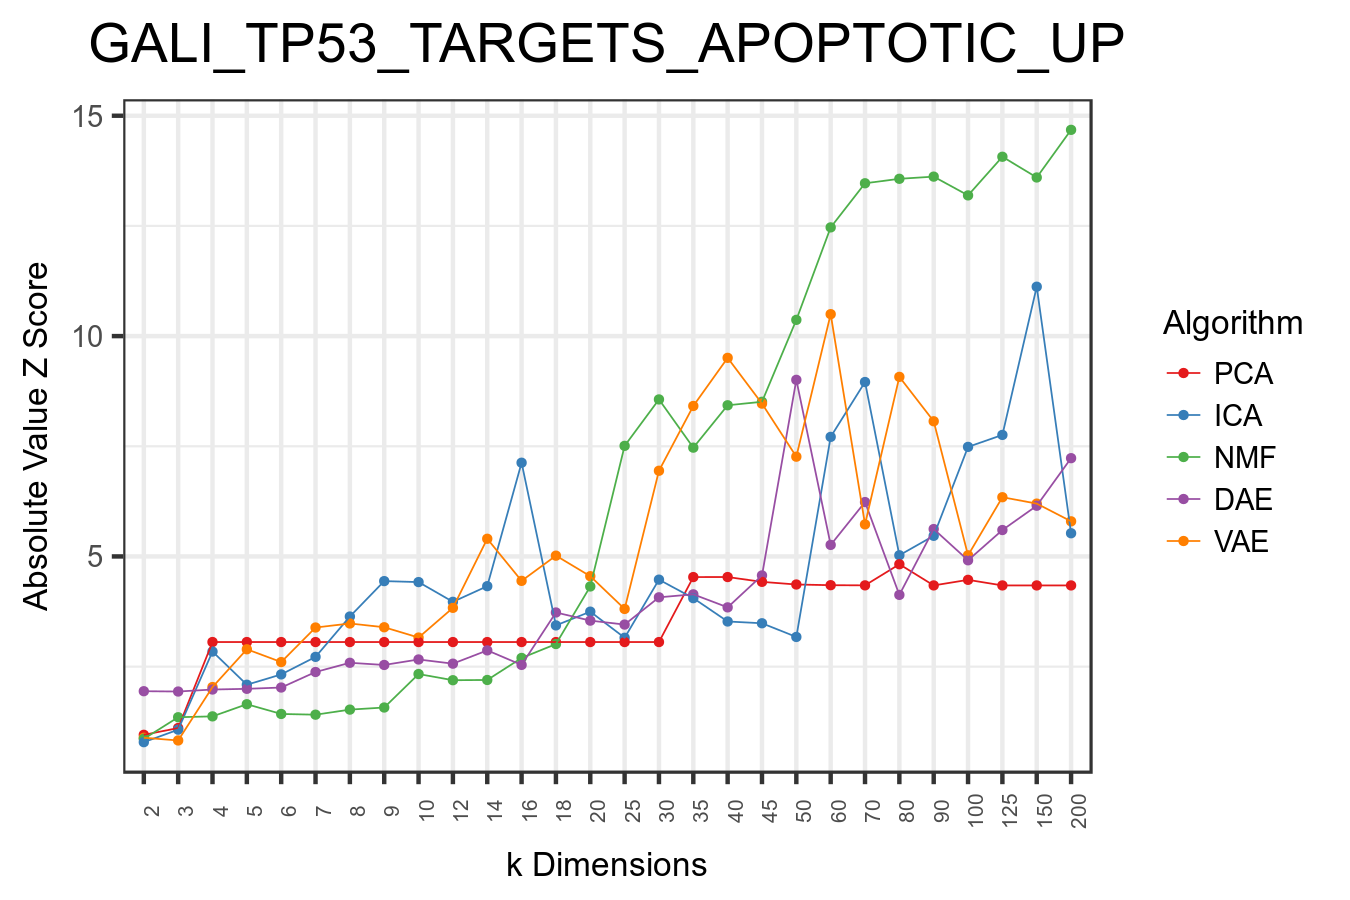 GALI_TP53_TARGETS_APOPTOTIC_UP
Absolute Value Z Score
15
10
5
2 3 4 5 6 7 8 9 10 12 14 16 18 20 25 30 35 40 45 50 60 70 80 90 100 125 150 200
k Dimensions
Algorithm
PCA
ICA
NMF
DAE
VAE